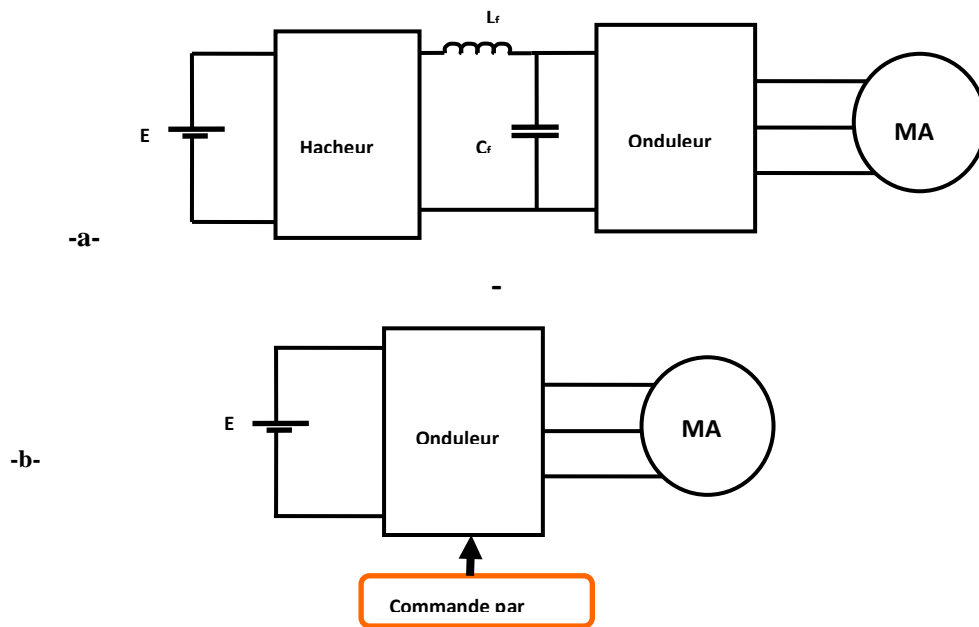 Lf
E
Hacheur
Cf
Onduleur
MA
-a-
-
E
Onduleur
MA
-b-
Commande par